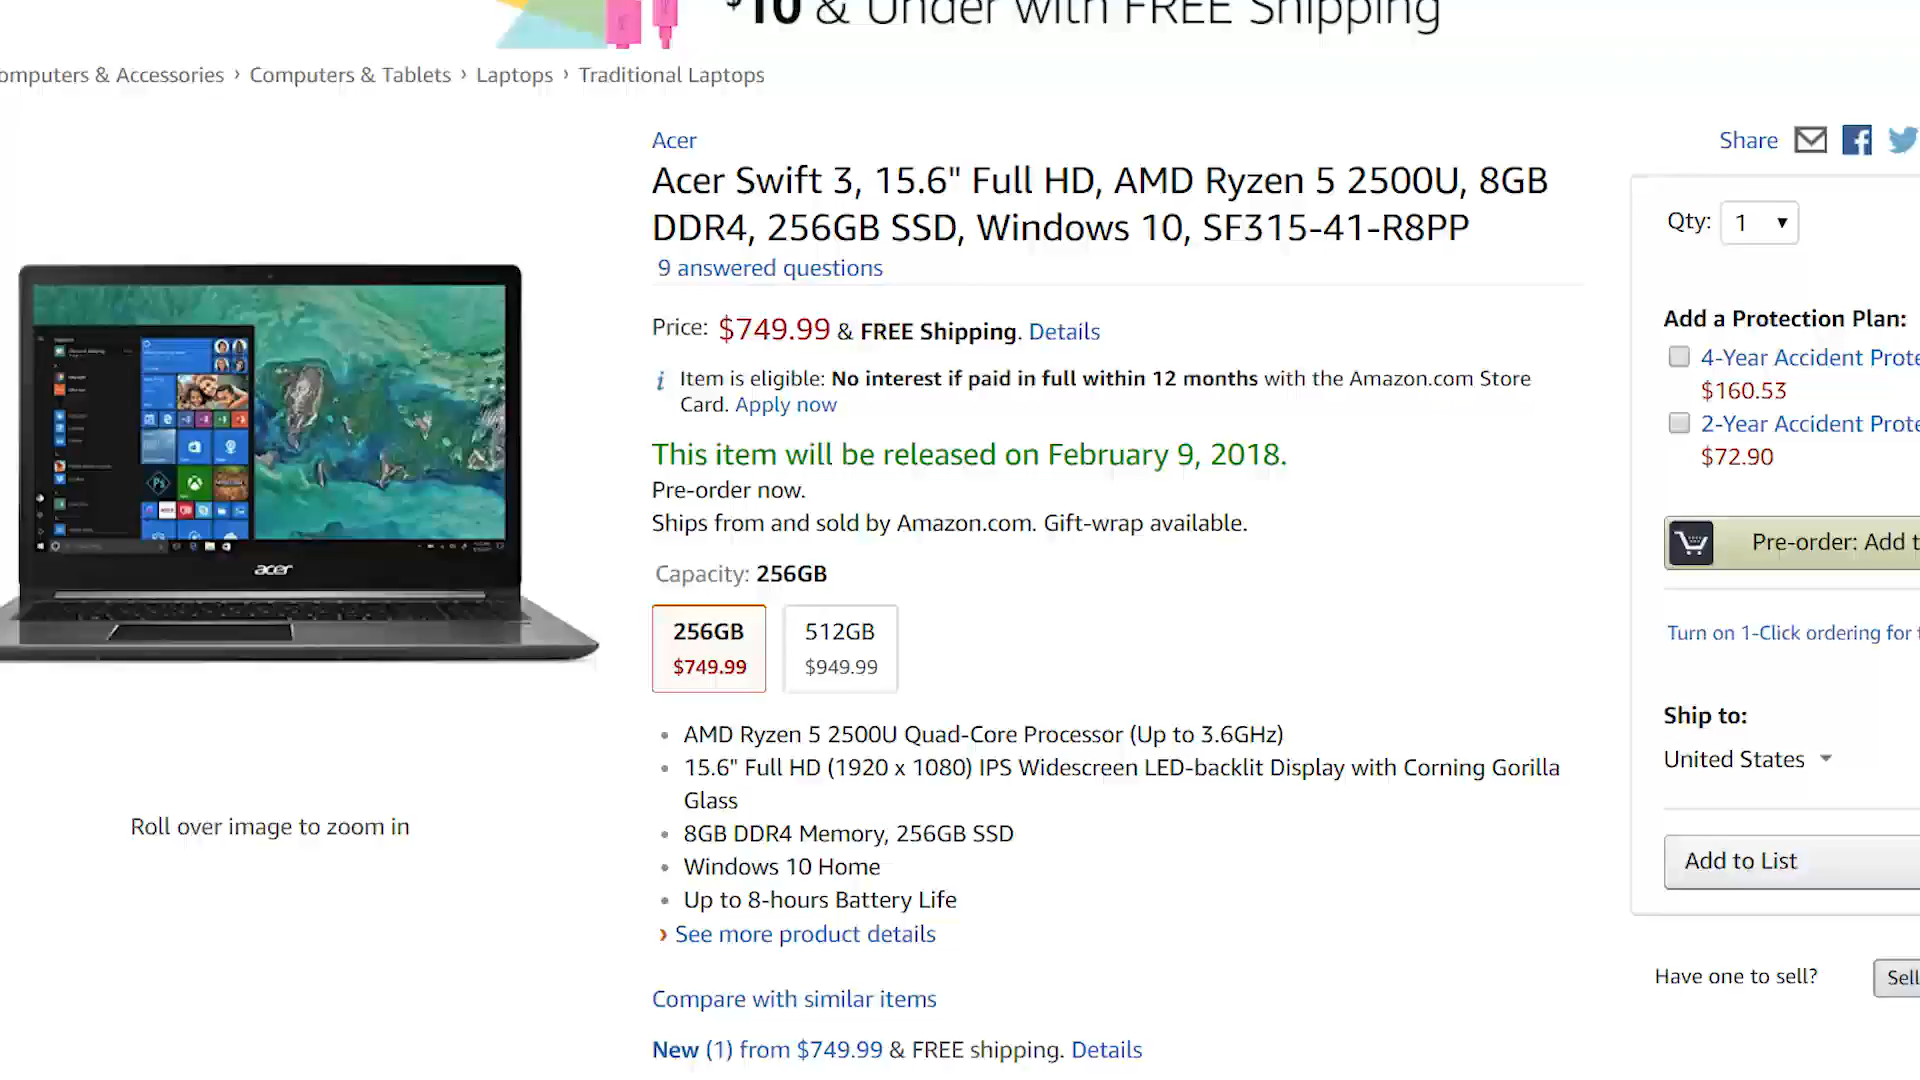 $10 & Under with FREE Shipping
omputers & Accessories › Computers & Tablets › Laptops › Traditional Laptops
Acer
Share
Acer Swift 3, 15.6" Full HD, AMD Ryzen 5 2500U, 8GB
DDR4, 256GB SSD, Windows 10, SF315-41-R8PP
9 answered questions
Price: $749.99 & FREE Shipping. Details
i Item is eligible: No interest if paid in full within 12 months with the Amazon.com Store
Card. Apply now
This item will be released on February 9, 2018.
Pre-order now.
Ships from and sold by Amazon.com. Gift-wrap available.
Capacity: 256GB
256GB
$749.99
512GB
$949.99
• AMD Ryzen 5 2500U Quad-Core Processor (Up to 3.6GHz)
• 15.6" Full HD (1920 x 1080) IPS Widescreen LED-backlit Display with Corning Gorilla
Glass
• 8GB DDR4 Memory, 256GB SSD
• Windows 10 Home
• Up to 8-hours Battery Life
› See more product details
Compare with similar items
New (1) from $749.99 & FREE shipping. Details
acer
Ps
Roll over image to zoom in
Qty: 1
Add a Protection Plan:
4-Year Accident Prote
$160.53
2-Year Accident Prote
$72.90
Pre-order: Add t
Turn on 1-Click ordering for t
Ship to:
United States
Add to List
Have one to sell?
Sell